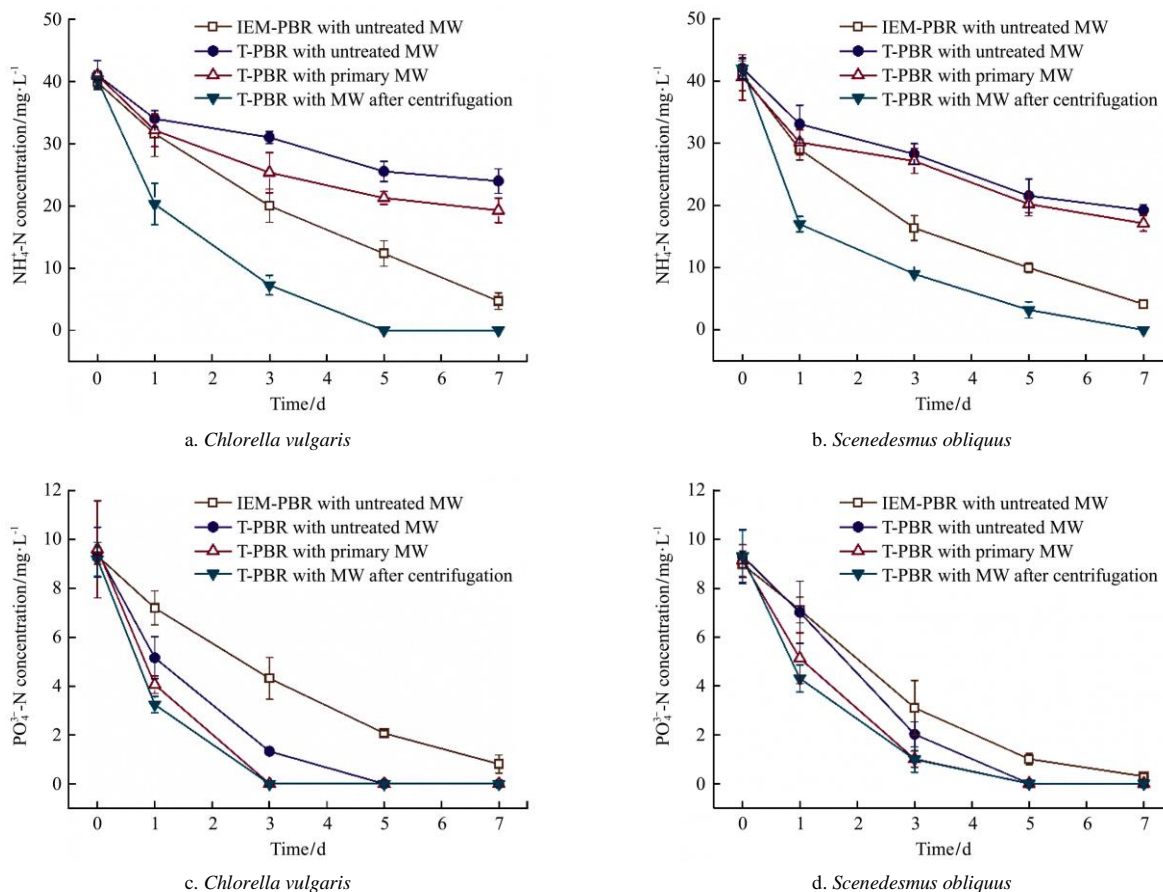 50
40
30
20
10
0
NH₄⁺-N concentration/mg·L⁻¹
IEM-PBR with untreated MW
T-PBR with untreated MW
T-PBR with primary MW
T-PBR with MW after centrifugation
0 1 2 3 4 5 6 7
Time/d
a. Chlorella vulgaris
50
40
30
20
10
0
NH₄⁺-N concentration/mg·L⁻¹
IEM-PBR with untreated MW
T-PBR with untreated MW
T-PBR with primary MW
T-PBR with MW after centrifugation
0 1 2 3 4 5 6 7
Time/d
b. Scenedesmus obliquus
12
10
8
6
4
2
0
PO₄³⁻-N concentration/mg·L⁻¹
IEM-PBR with untreated MW
T-PBR with untreated MW
T-PBR with primary MW
T-PBR with MW after centrifugation
0 1 2 3 4 5 6 7
Time/d
c. Chlorella vulgaris
12
10
8
6
4
2
0
PO₄³⁻-N concentration/mg·L⁻¹
IEM-PBR with untreated MW
T-PBR with untreated MW
T-PBR with primary MW
T-PBR with MW after centrifugation
0 1 2 3 4 5 6 7
Time/d
d. Scenedesmus obliquus